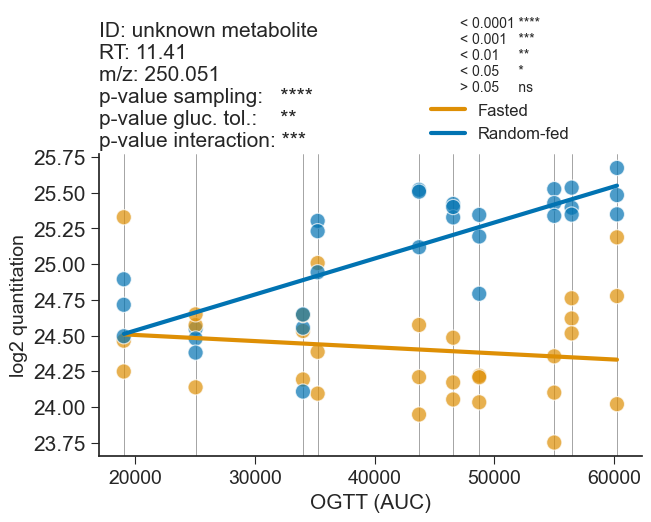 ID: unknown metabolite
RT: 11.41
m/z: 250.051
p-value sampling: ****
p-value gluc. tol.: **
p-value interaction: ***
< 0.0001 ****
< 0.001 ***
< 0.01 **
< 0.05 *
> 0.05 ns
Fasted
Random-fed
25.75
25.50
25.25
25.00
24.75
24.50
24.25
24.00
23.75
log2 quantitation
20000 30000 40000 50000 60000
OGTT (AUC)